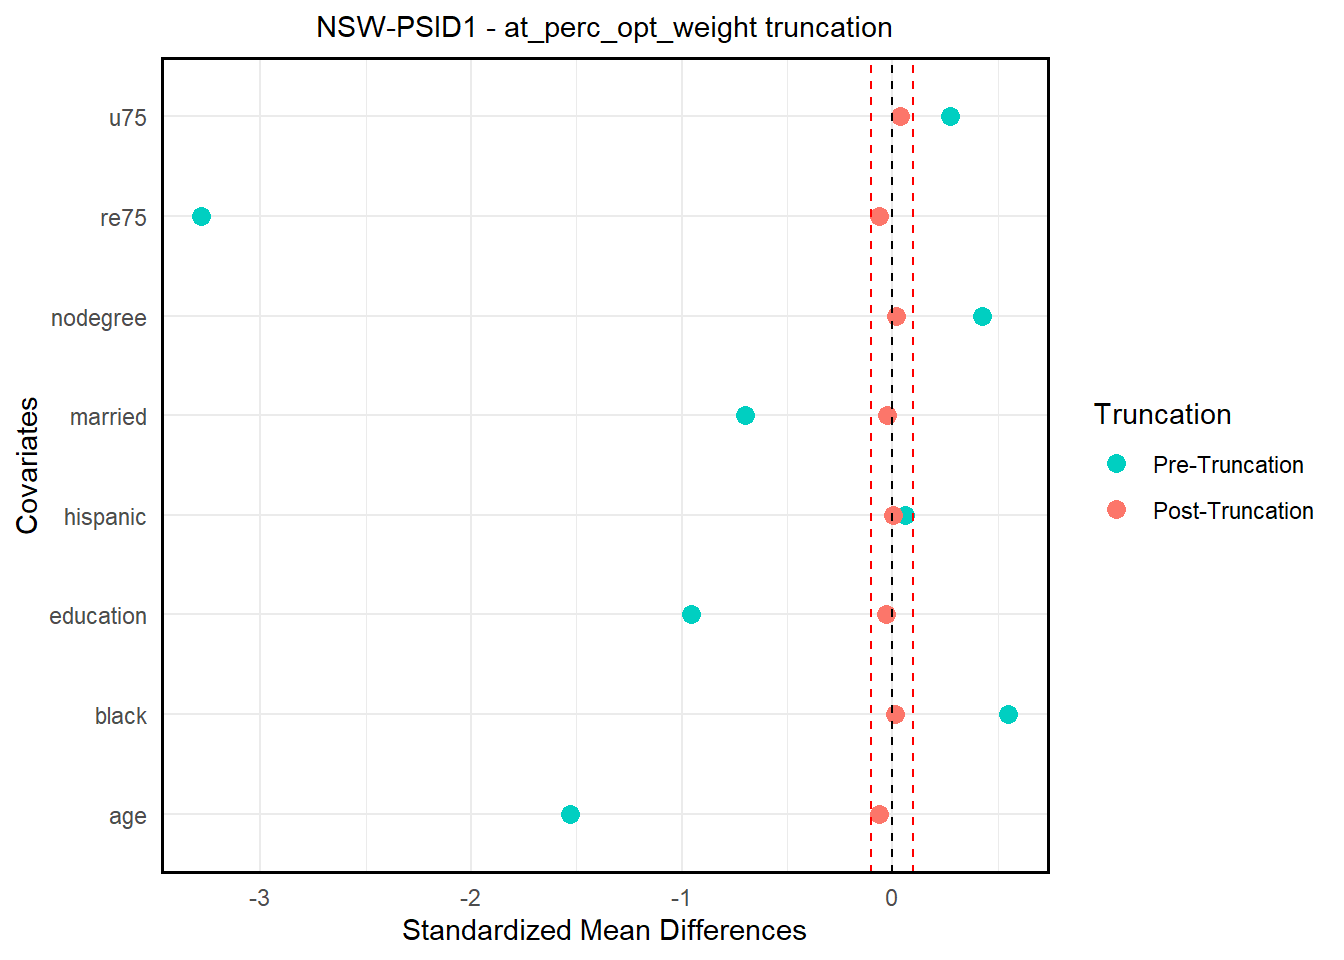 NSW-PSID1 - at_perc_opt_weight truncation
u75
re75
nodegree
married
hispanic
education
black
age
Covariates
-3
-2
-1
0
Standardized Mean Differences
Truncation
Pre-Truncation
Post-Truncation